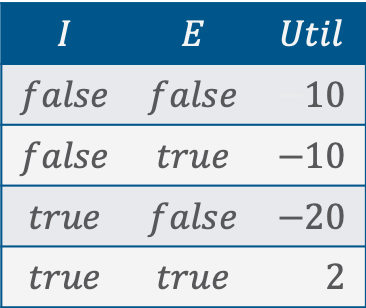 I E Util
false false 10
false true −10
true false −20
true true 2